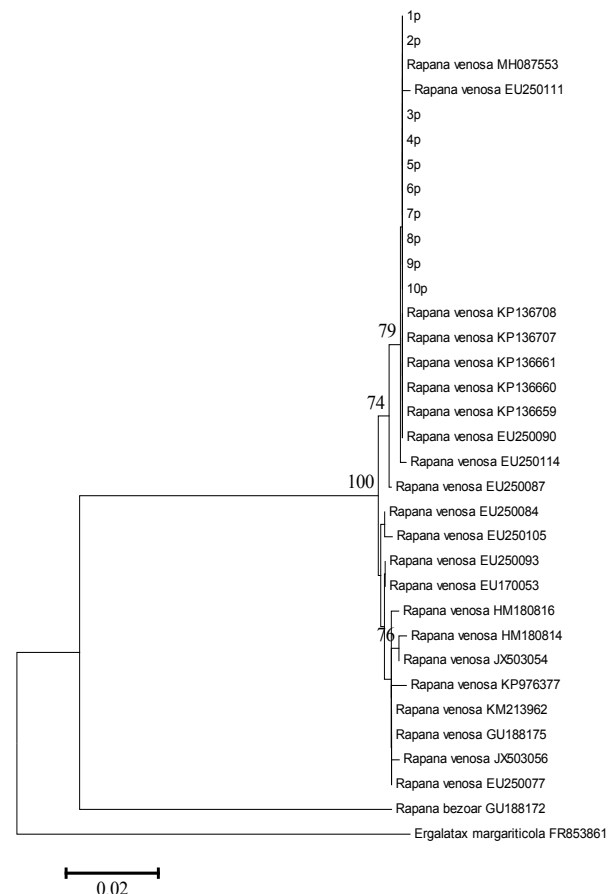 1p
2p
Rapana venosa MH087553
Rapana venosa EU250111
3p
4p
5p
6p
7p
8p
9p
10p
Rapana venosa KP136708
Rapana venosa KP136707
79
Rapana venosa KP136661
Rapana venosa KP136660
74
Rapana venosa KP136659
Rapana venosa EU250090
Rapana venosa EU250114
100
Rapana venosa EU250087
Rapana venosa EU250084
Rapana venosa EU250105
Rapana venosa EU250093
Rapana venosa EU170053
Rapana venosa HM180816
76
Rapana venosa HM180814
Rapana venosa JX503054
Rapana venosa KP976377
Rapana venosa KM213962
Rapana venosa GU188175
Rapana venosa JX503056
Rapana venosa EU250077
Rapana bezoar GU188172
Ergalatax margariticola FR853861
0.02